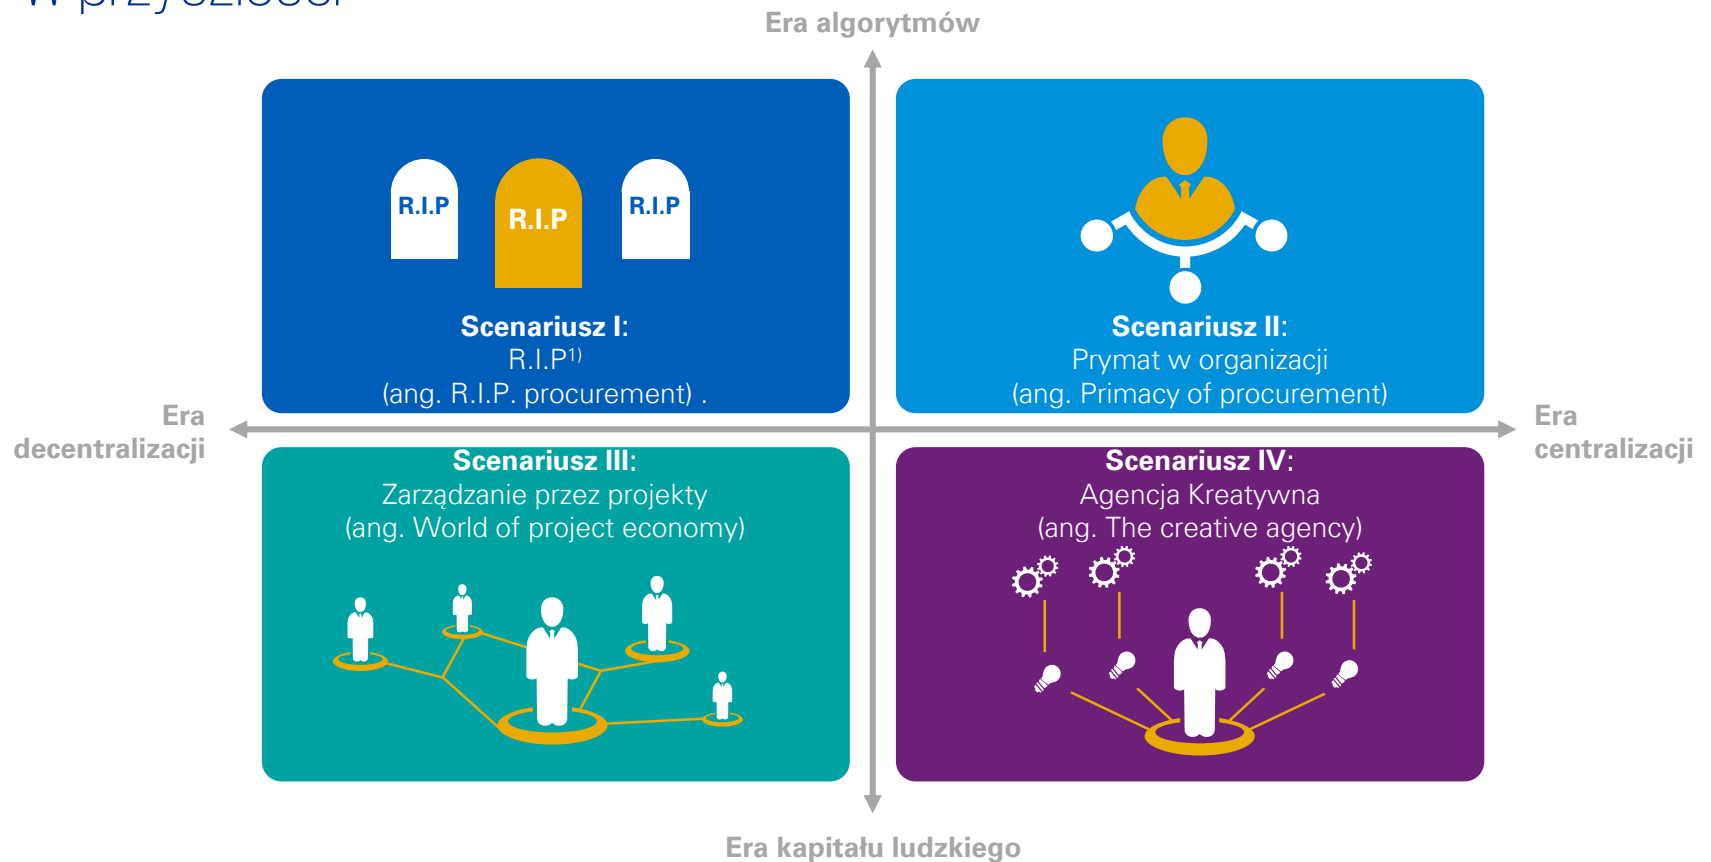 w przyszłości
Era algorytmów
R.I.P
R.I.P
R.I.P
Scenariusz I:
R.I.P1)
(ang. R.I.P. procurement) .
Scenariusz II:
Prymat w organizacji
(ang. Primacy of procurement)
Era
decentralizacji
Era
centralizacji
Scenariusz III:
Zarządzanie przez projekty
(ang. World of project economy)
Scenariusz IV:
Agencja Kreatywna
(ang. The creative agency)
Era kapitału ludzkiego